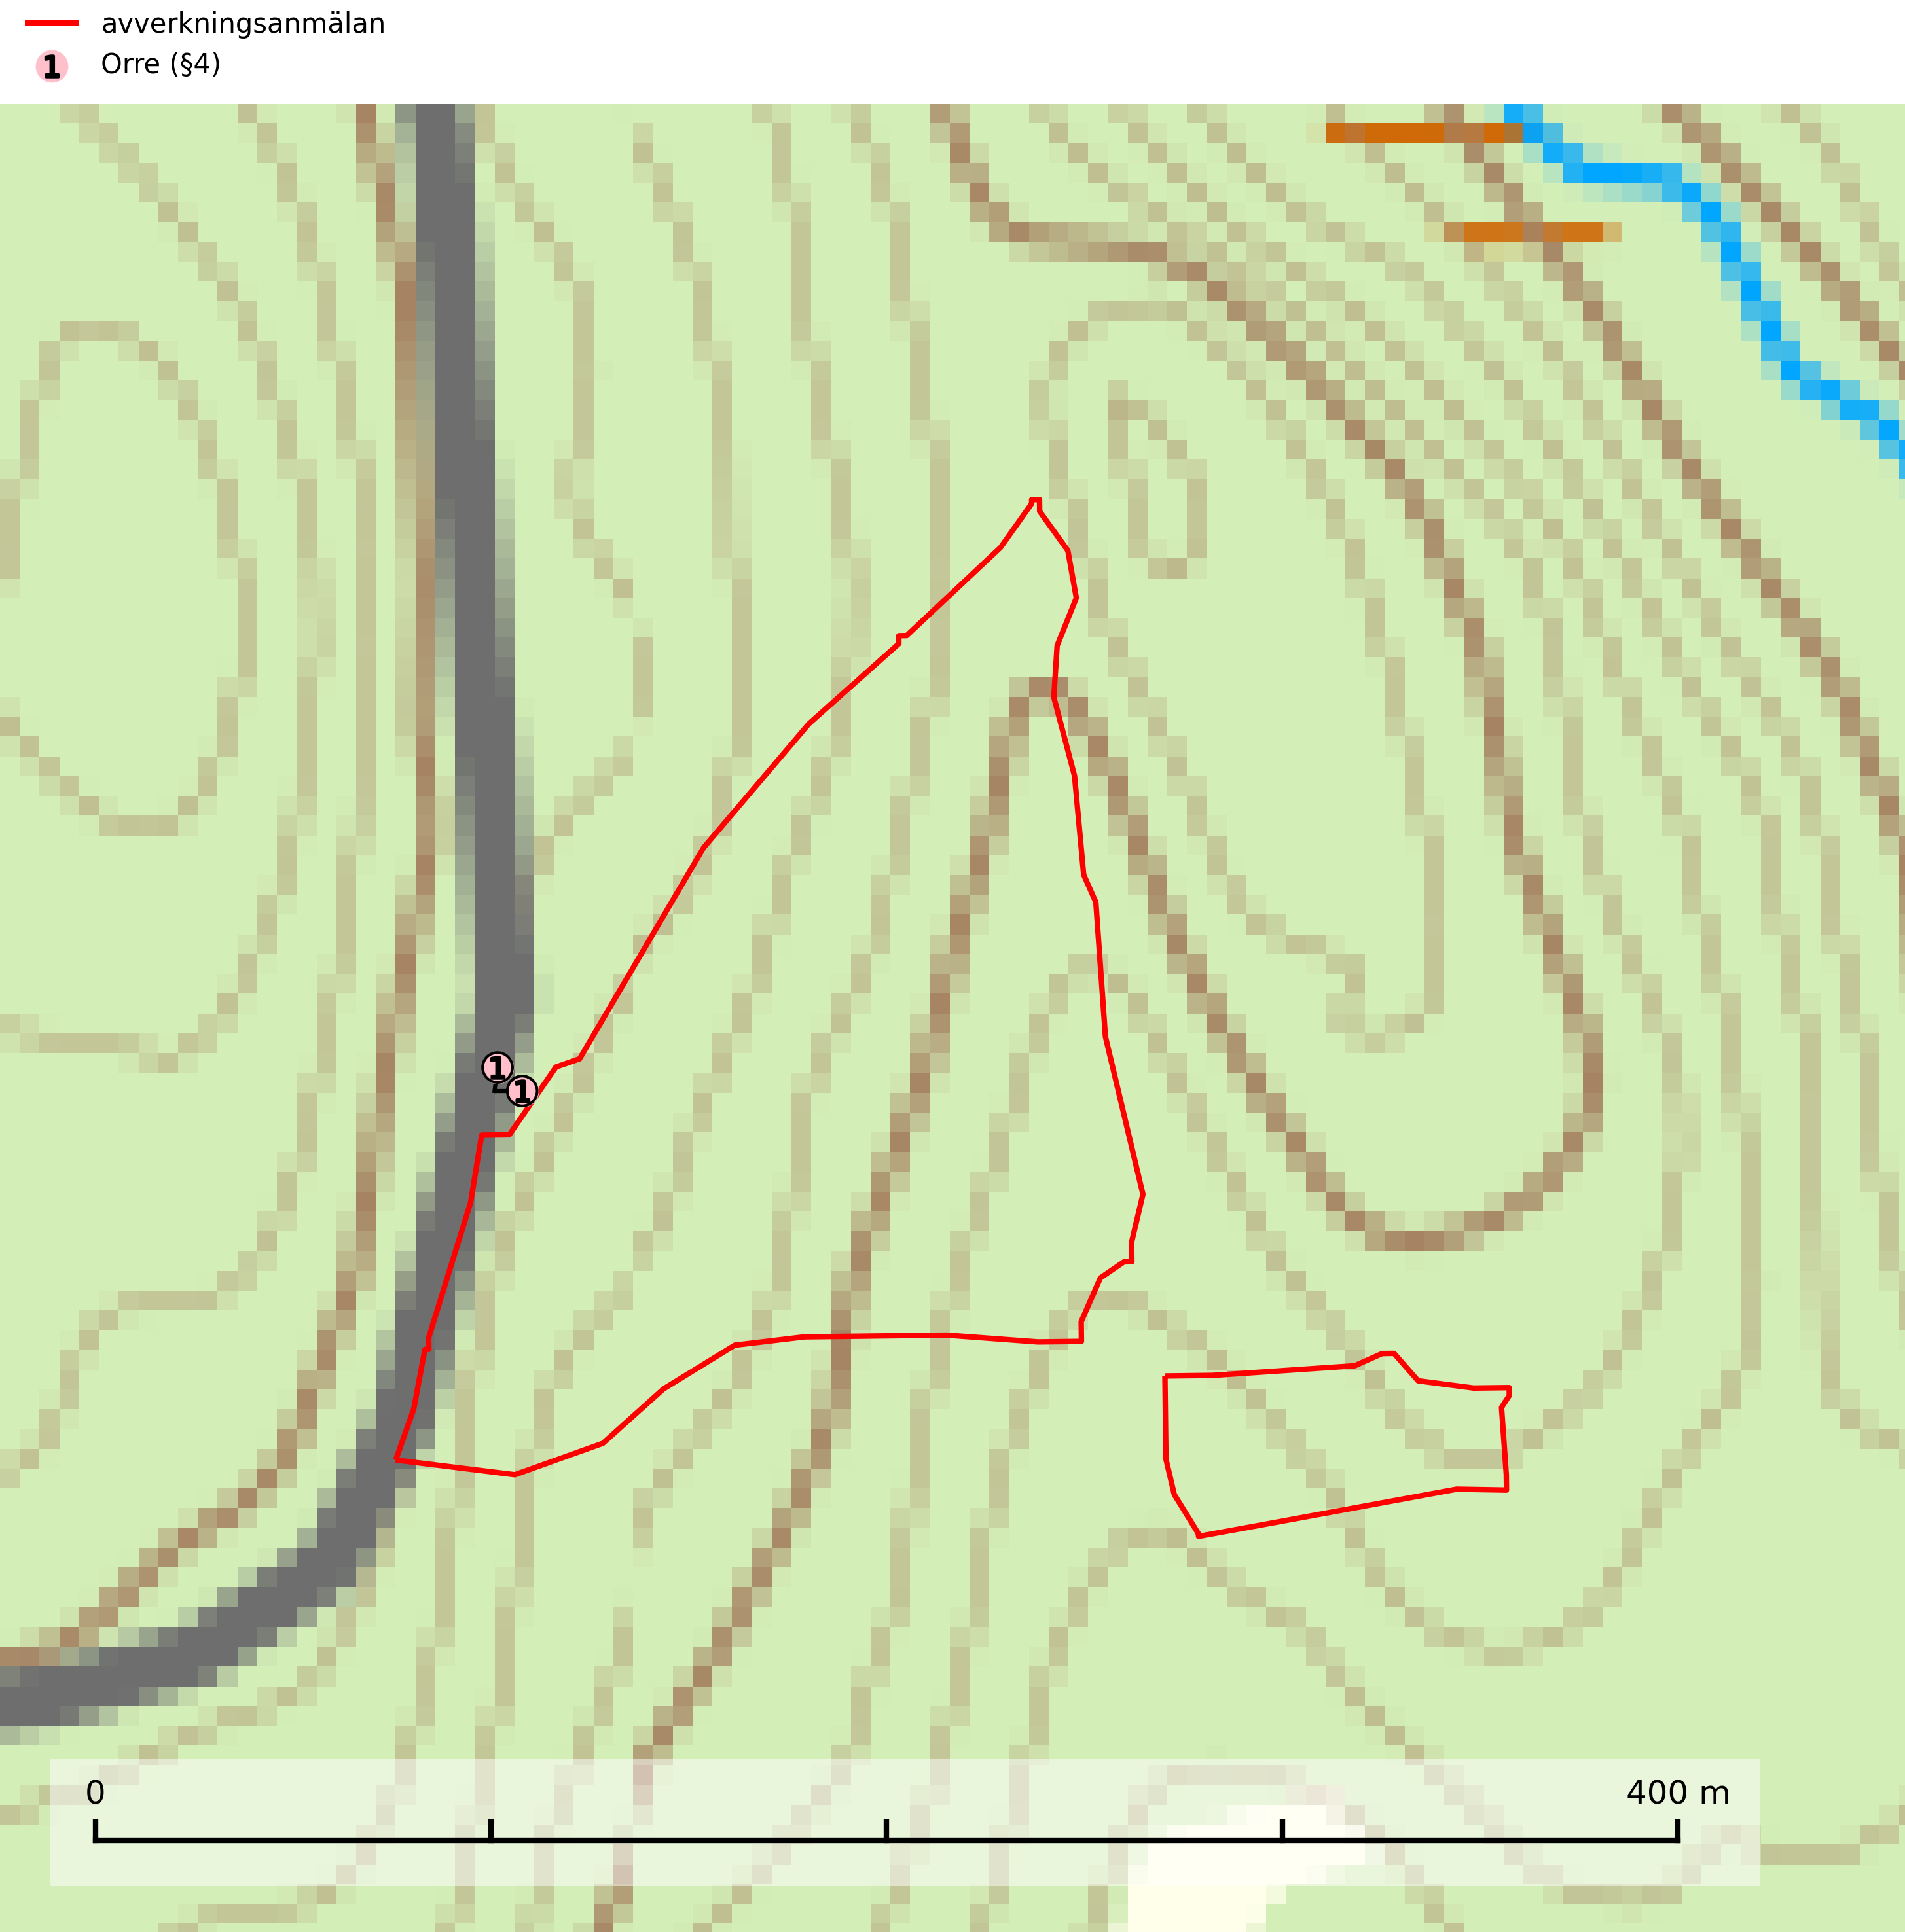 avverkningsanmälan
1 Orre (§4)
1
1
0 400 m